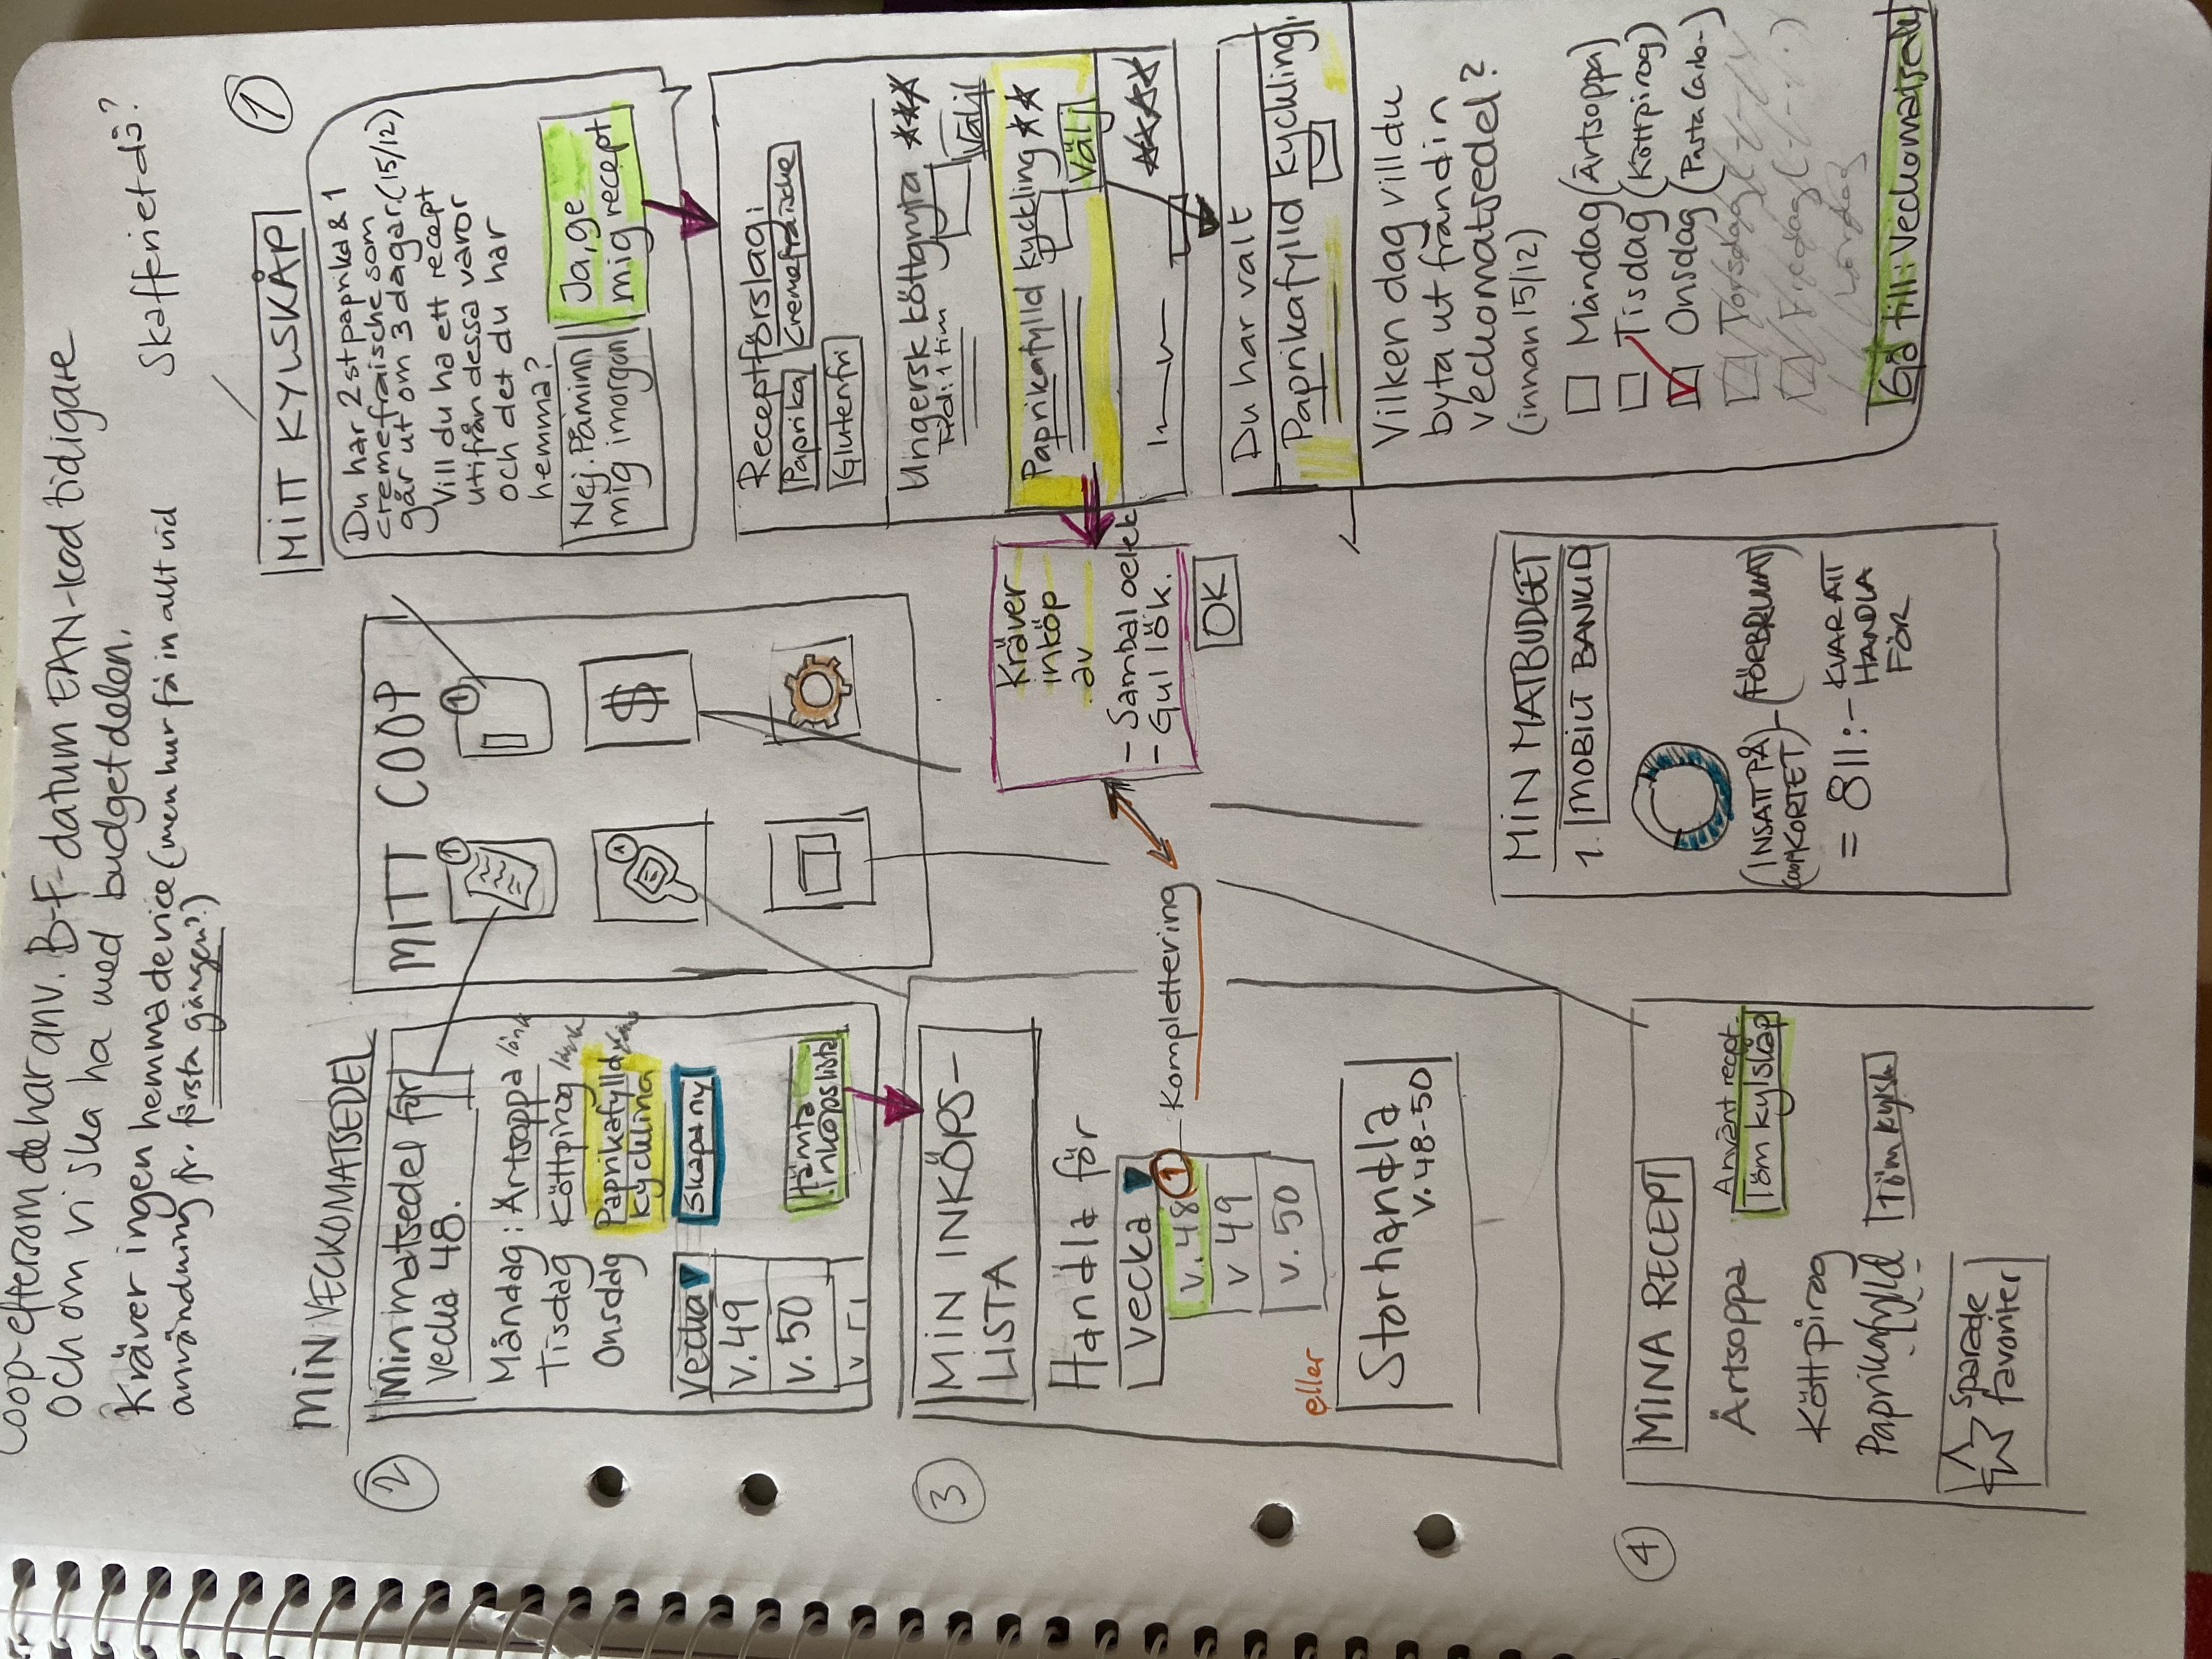 Coop-eftersom de har anv. B-F-datum EAN-kod tidigare
och om vi ska ha med budgetdelen.
Kräver ingen hemmadevice (men hur få in allt vid
användning fr. första gången?)
Skafferiet då?
①
MITT KYLSKÅP
Du har 2 st paprika & 1
cremefraische som
går ut om 3 dagar. (15/12)
Vill du ha ett recept
utifrån dessa varor
och det du har
hemma?
Nej. Påminn
mig imorgon
Ja, ge
mig recept
Receptförslag:
Paprika
Cremefraische
Glutenfri
Ungersk köttgryta
Tid: 1 tim
Välj
Paprikafylld kyckling
Välj
Kräver
inköp
av
- Sambal oelek
- Gul lök.
OK
Du har valt
Paprikafylld kyckling
Vilken dag vill du
byta ut från din
veckomatsedel?
(innan 15/12)
Måndag (Ärtsoppa)
Tisdag (Köttpirog)
Onsdag (Pasta Carb-)
Torsdag (
Fredag (
Lördag
Gå till: Veckomatsedel
MITT COOP
1
1
1
$
②
MIN VECKOMATSEDEL
Min matsedel för
vecka 48.
Måndag: Ärtsoppa länk
Tisdag Köttpirog länk
Onsdag Paprikafylld
kyckling
Vecka
v.49
v.50
Skapa ny
Hämta
inköpslista
③
MIN INKÖPS-
LISTA
Handla för
vecka
v.48 1
Komplettering
v 49
v. 50
eller
Storhandla
v. 48-50
④
MINA RECEPT
Ärtsoppa
Använt recept.
Töm kylskåp
Köttpirog
Paprikafylld
Töm kylsk
Sparade
favoriter
MIN MATBUDGET
1. MOBILT BANKID
(INSATT PÅ
COOPKORTET) - (FÖRBRUKAT)
= 811:- KVAR ATT
HANDLA
FÖR